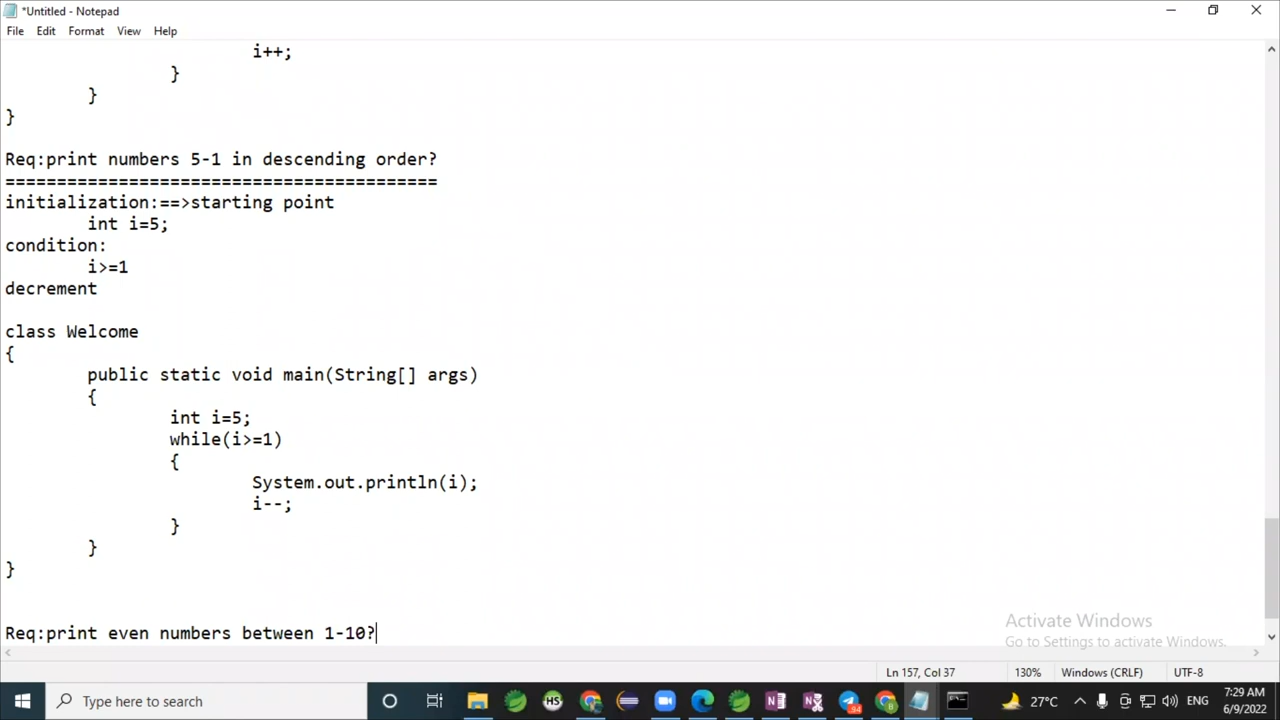 *Untitled - Notepad
File Edit Format View Help
i++;
}
}
}
Req:print numbers 5-1 in descending order?
==========================================
initialization:==>starting point
int i=5;
condition:
i>=1
decrement
class Welcome
{
public static void main(String[] args)
{
int i=5;
while(i>=1)
{
System.out.println(i);
i--;
}
}
}
Req:print even numbers between 1-10?
Activate Windows
Go to Settings to activate Windows.
Ln 157, Col 37 130% Windows (CRLF) UTF-8
Type here to search HS 94 B 27°C ENG 7:29 AM
6/9/2022